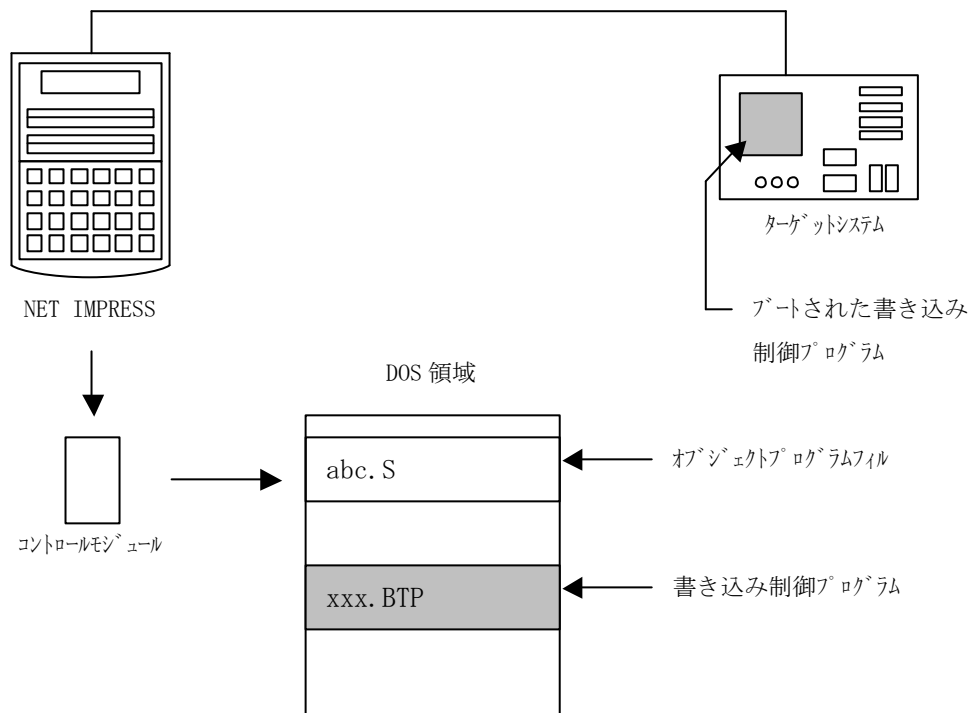 ﾀｰｹﾞｯﾄｼｽﾃﾑ
NET IMPRESS
ﾌﾞｰﾄされた書き込み
制御ﾌﾟﾛｸﾞﾗﾑ
DOS 領域
abc.S
ｵﾌﾞｼﾞｪｸﾄﾌﾟﾛｸﾞﾗﾑﾌｨﾙ
ｺﾝﾄﾛｰﾙﾓｼﾞｭｰﾙ
xxx.BTP
書き込み制御ﾌﾟﾛｸﾞﾗﾑ